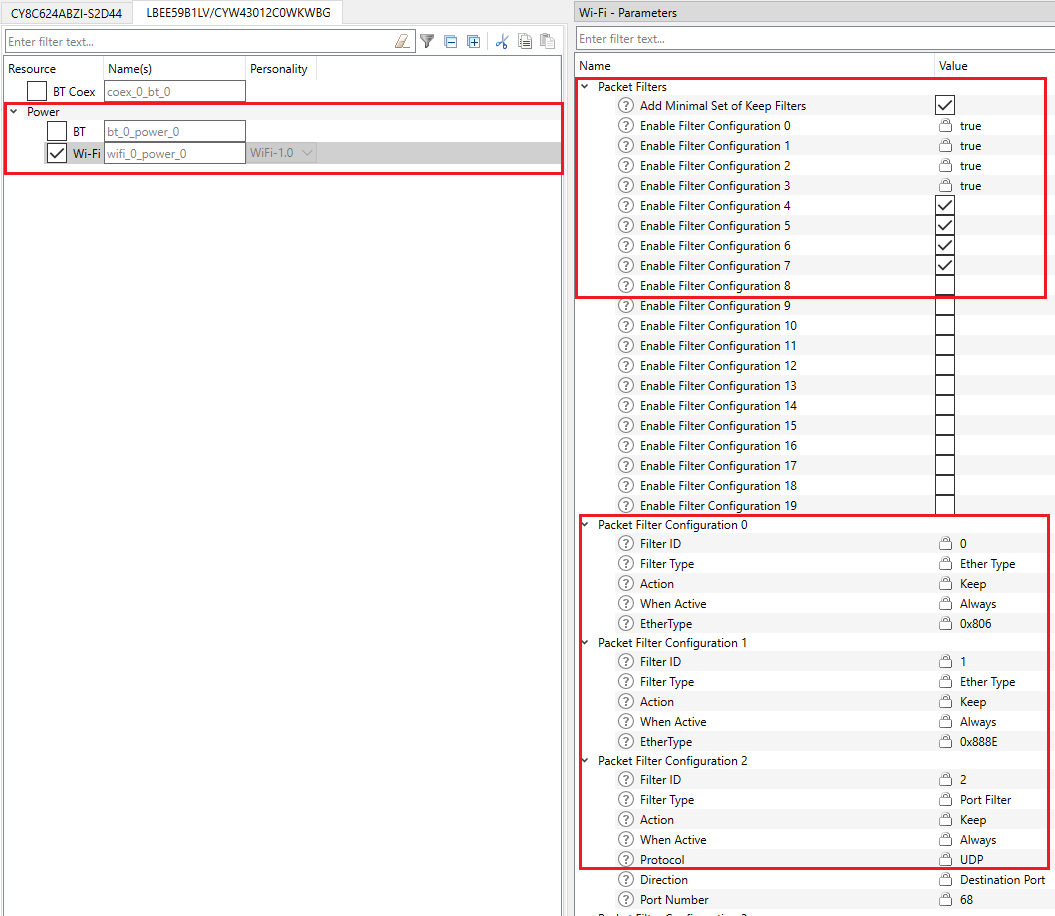 CY8C624ABZI-S2D44 LBEE59B1LV/CYW43012C0WKWBG
Enter filter text...
Resource Name(s) Personality
BT Coex coex_0_bt_0
Power
BT bt_0_power_0
Wi-Fi wifi_0_power_0 WiFi-1.0
Wi-Fi - Parameters
Enter filter text...
Name Value
Packet Filters
Add Minimal Set of Keep Filters
Enable Filter Configuration 0 true
Enable Filter Configuration 1 true
Enable Filter Configuration 2 true
Enable Filter Configuration 3 true
Enable Filter Configuration 4
Enable Filter Configuration 5
Enable Filter Configuration 6
Enable Filter Configuration 7
Enable Filter Configuration 8
Enable Filter Configuration 9
Enable Filter Configuration 10
Enable Filter Configuration 11
Enable Filter Configuration 12
Enable Filter Configuration 13
Enable Filter Configuration 14
Enable Filter Configuration 15
Enable Filter Configuration 16
Enable Filter Configuration 17
Enable Filter Configuration 18
Enable Filter Configuration 19
Packet Filter Configuration 0
Filter ID 0
Filter Type Ether Type
Action Keep
When Active Always
EtherType 0x806
Packet Filter Configuration 1
Filter ID 1
Filter Type Ether Type
Action Keep
When Active Always
EtherType 0x888E
Packet Filter Configuration 2
Filter ID 2
Filter Type Port Filter
Action Keep
When Active Always
Protocol UDP
Direction Destination Port
Port Number 68